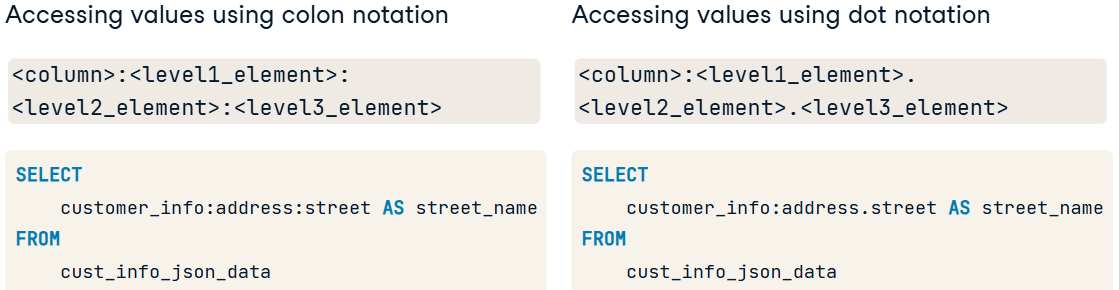 Accessing values using colon notation
<column>:<level1_element>:
<level2_element>:<level3_element>
SELECT
customer_info:address:street AS street_name
FROM
cust_info_json_data
Accessing values using dot notation
<column>:<level1_element>.
<level2_element>.<level3_element>
SELECT
customer_info:address.street AS street_name
FROM
cust_info_json_data